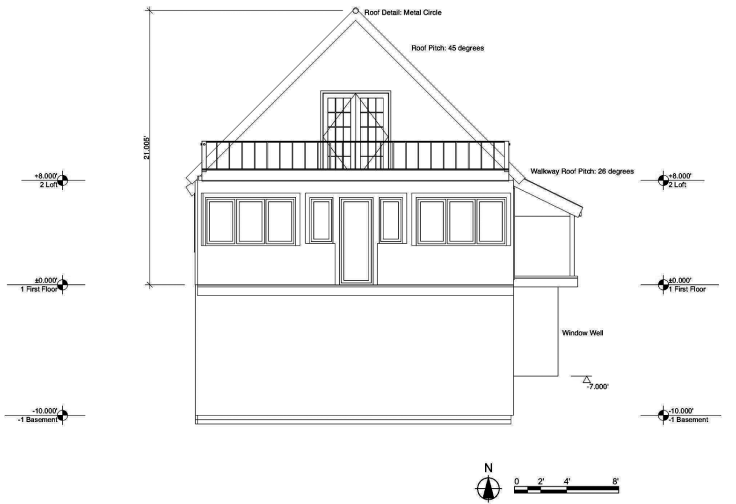 Roof Detail: Metal Circle
Roof Pitch: 45 degrees
21.005'
Walkway Roof Pitch: 26 degrees
+8.000'
2 Loft
+8.000'
2 Loft
±0.000'
1 First Floor
±0.000'
1 First Floor
Window Well
-7.000'
-10.000'
-1 Basement
-10.000'
-1 Basement
N
0 2' 4' 8'